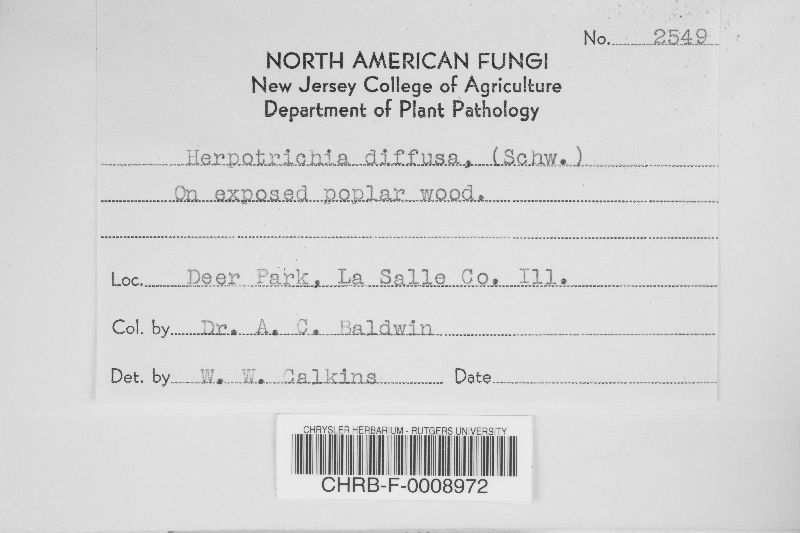 No. 2549
NORTH AMERICAN FUNGI
New Jersey College of Agriculture
Department of Plant Pathology
Herpotrichia diffusa, (Schw.)
On exposed poplar wood.
Loc. Deer Park, La Salle Co. Ill.
Col. by Dr. A. C. Baldwin
Det. by W. W. Calkins Date
CHRYSLER HERBARIUM - RUTGERS UNIVERSITY
CHRB-F-0008972